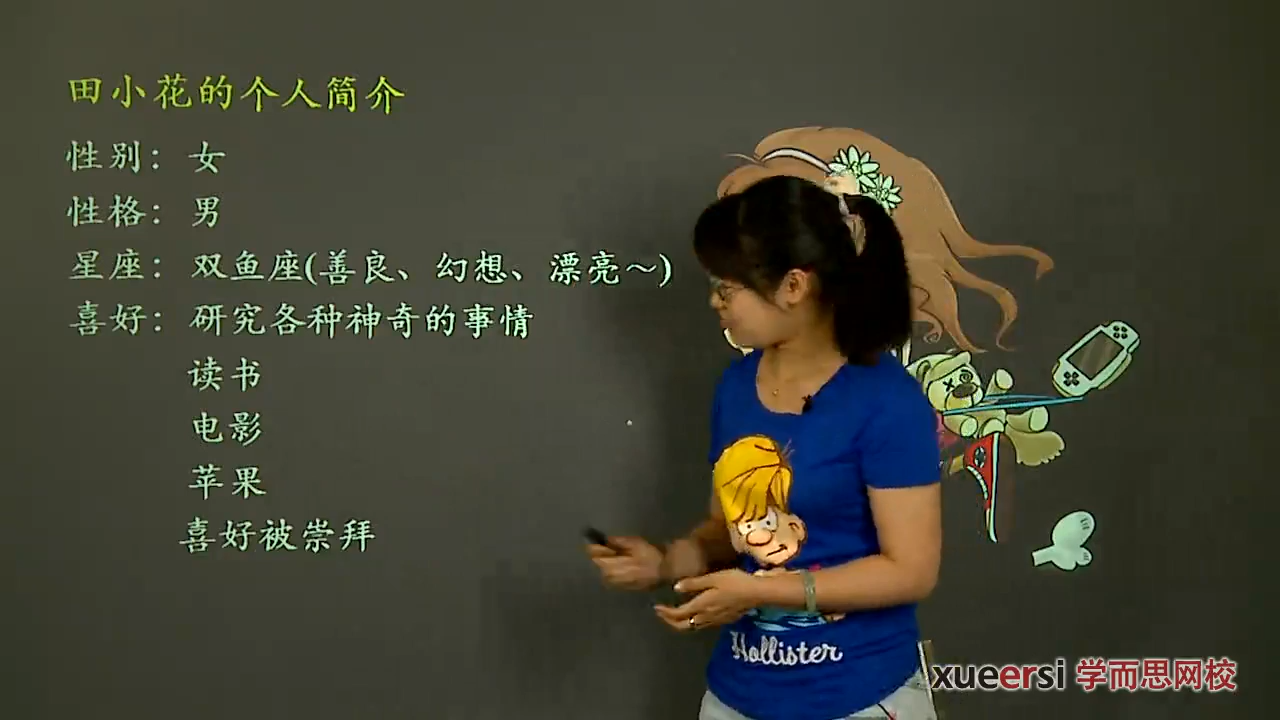 田小花的个人简介
性别：女
性格：男
星座：双鱼座(善良、幻想、漂亮～)
喜好：研究各种神奇的事情
读书
电影
苹果
喜好被崇拜
Hollister
xueersi 学而思网校